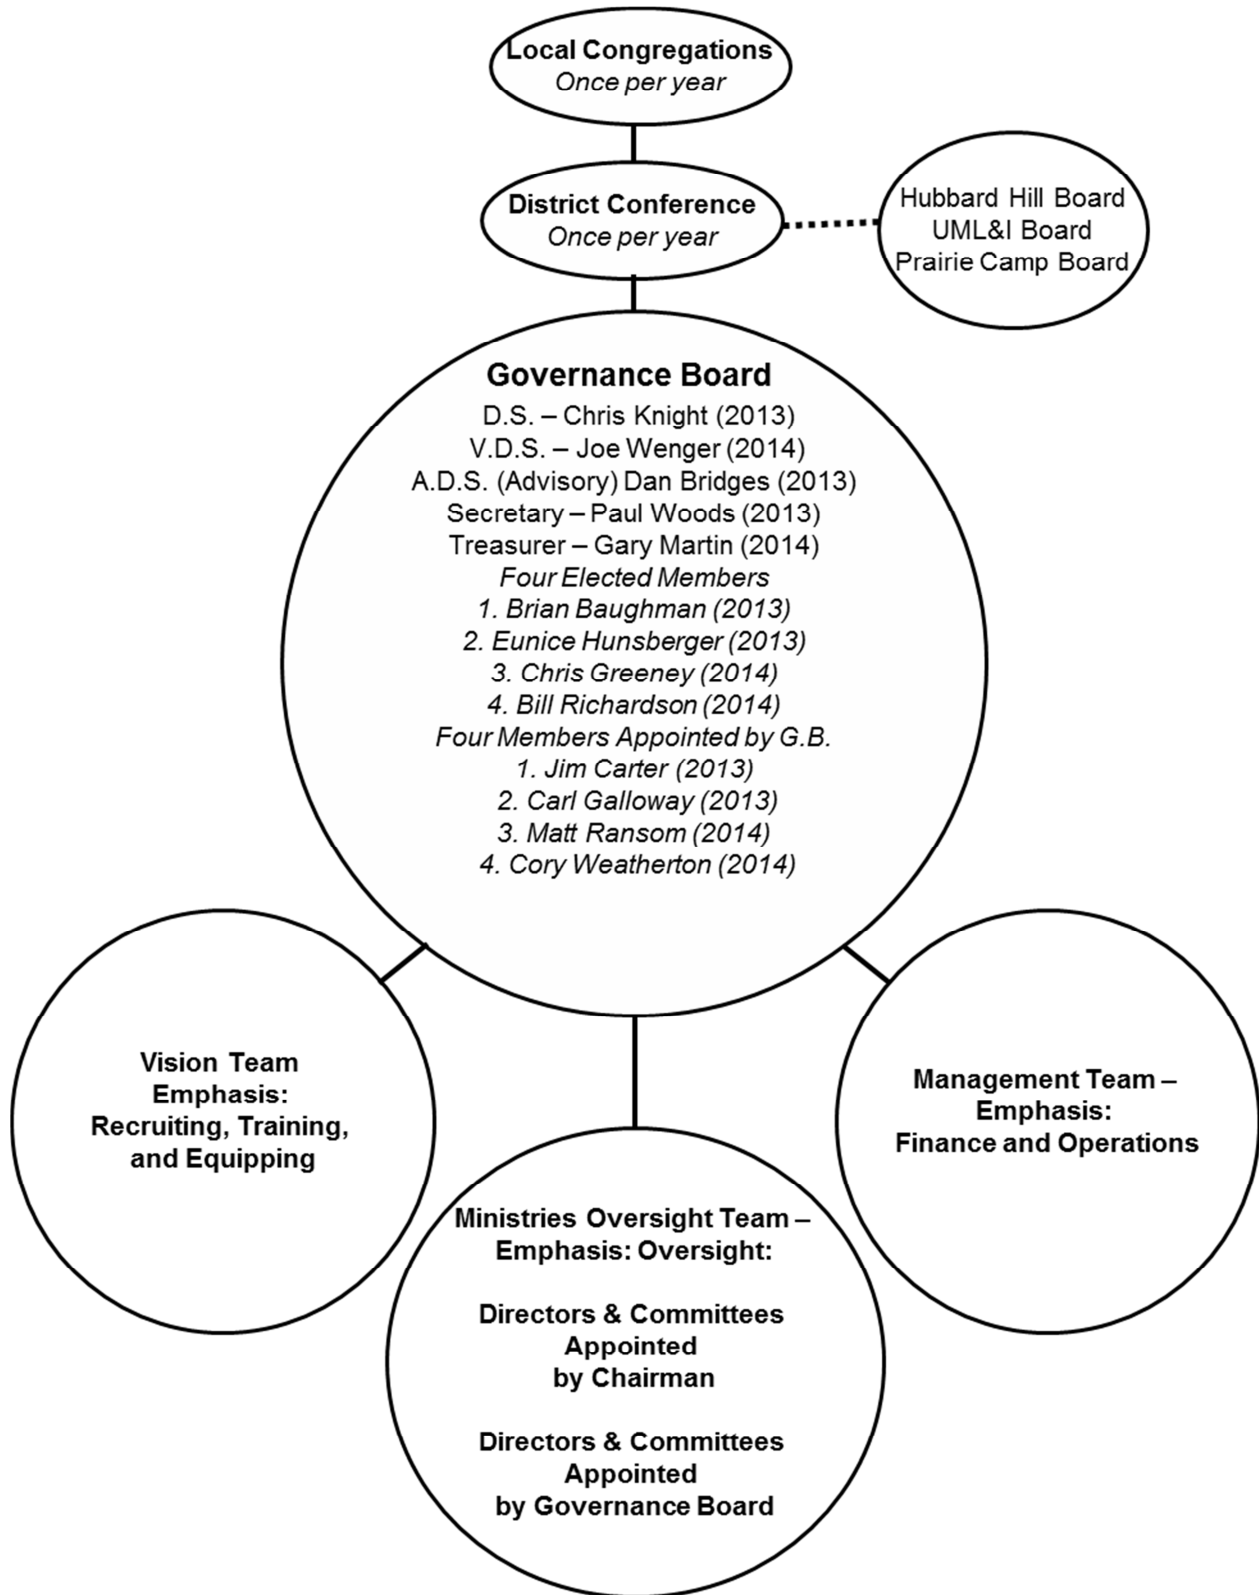 Local Congregations
Once per year
District Conference
Once per year
Hubbard Hill Board
UML&I Board
Prairie Camp Board
Governance Board
D.S. – Chris Knight (2013)
V.D.S. – Joe Wenger (2014)
A.D.S. (Advisory) Dan Bridges (2013)
Secretary – Paul Woods (2013)
Treasurer – Gary Martin (2014)
Four Elected Members
1. Brian Baughman (2013)
2. Eunice Hunsberger (2013)
3. Chris Greeney (2014)
4. Bill Richardson (2014)
Four Members Appointed by G.B.
1. Jim Carter (2013)
2. Carl Galloway (2013)
3. Matt Ransom (2014)
4. Cory Weatherton (2014)
Vision Team
Emphasis:
Recruiting, Training,
and Equipping
Management Team –
Emphasis:
Finance and Operations
Ministries Oversight Team –
Emphasis: Oversight:
Directors & Committees
Appointed
by Chairman
Directors & Committees
Appointed
by Governance Board